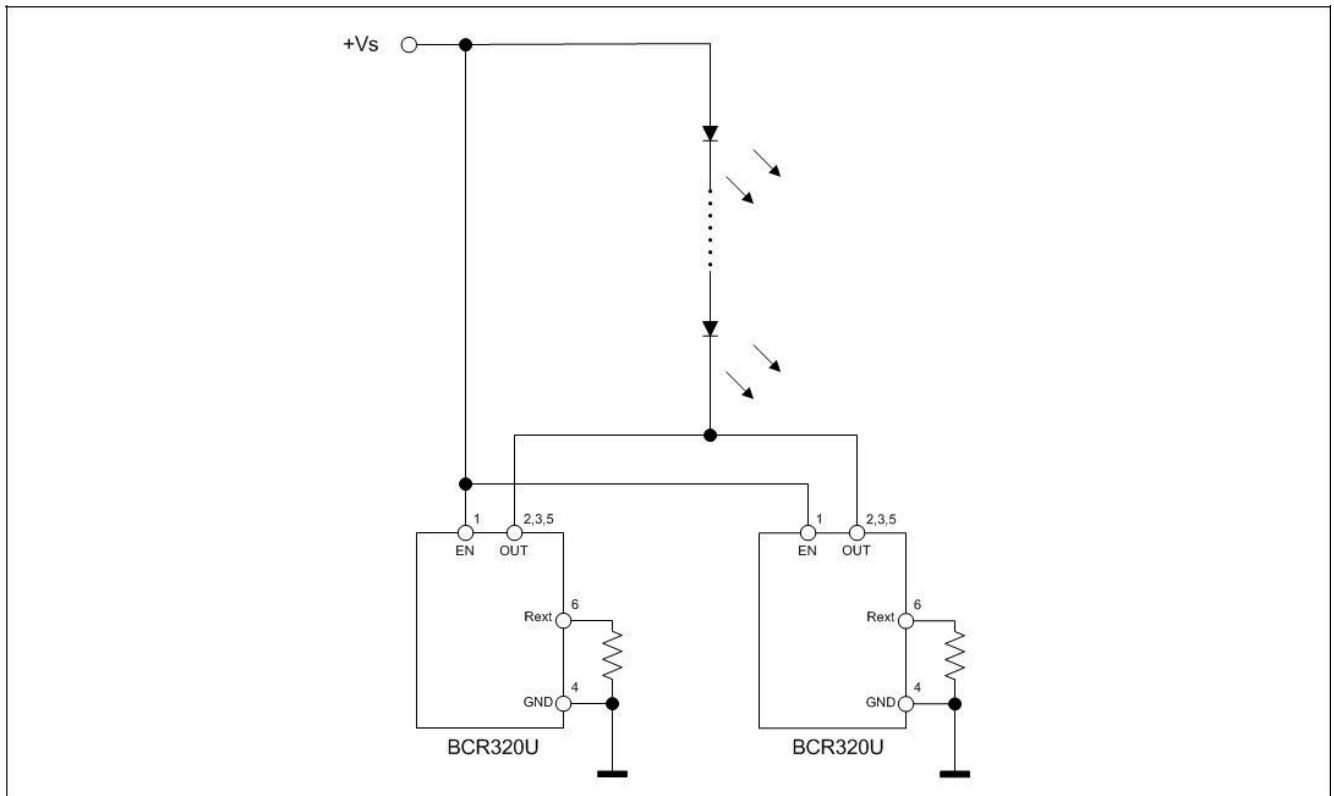 +Vs
1
2,3,5
EN
OUT
Rext
6
GND
4
BCR320U
1
2,3,5
EN
OUT
Rext
6
GND
4
BCR320U